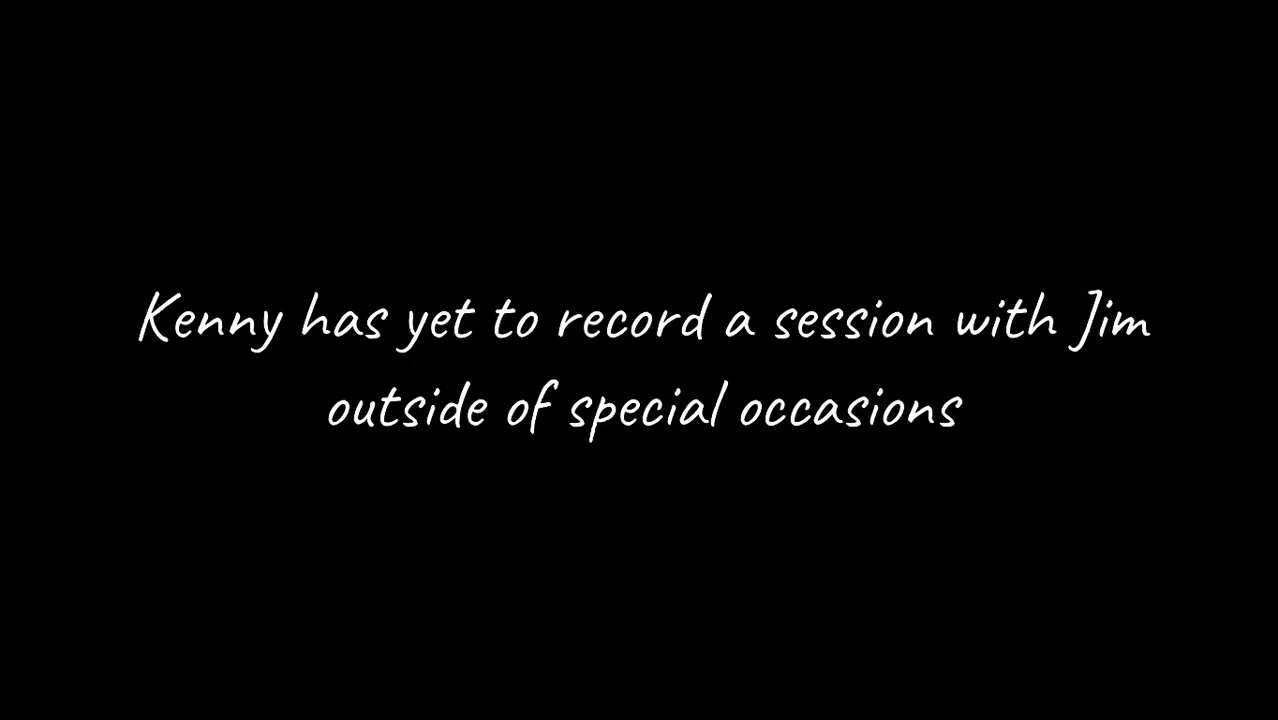 Kenny has yet to record a session with Jim
outside of special occasions